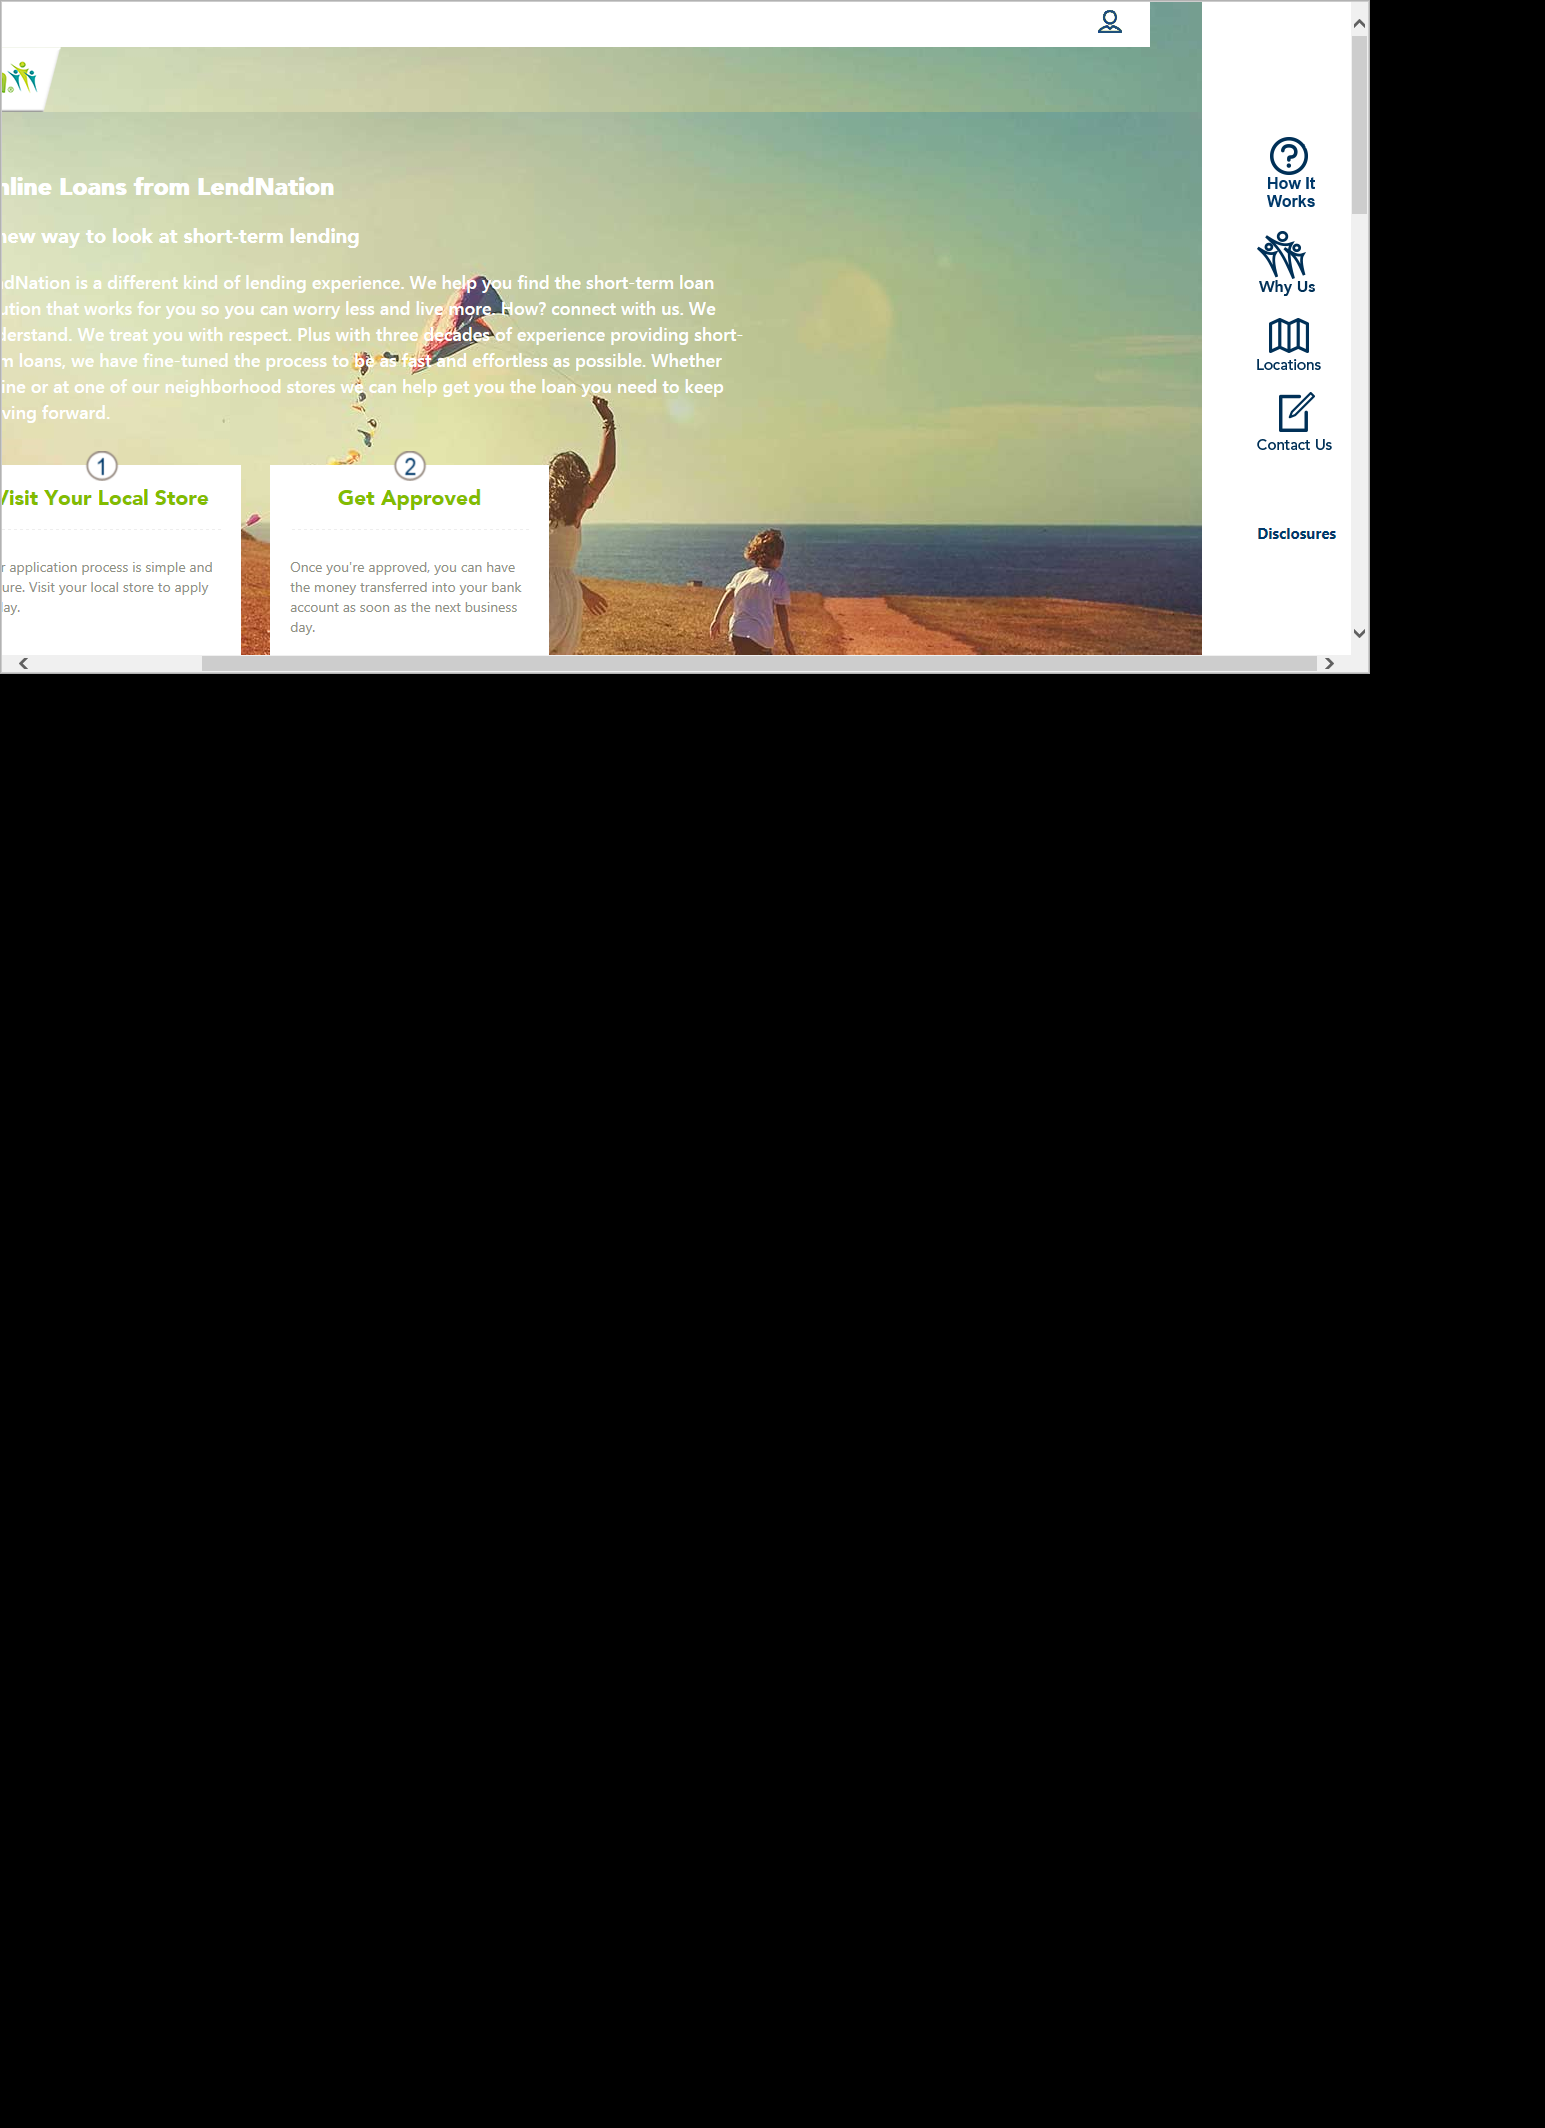 nline Loans from LendNation
new way to look at short-term lending
dNation is a different kind of lending experience. We help you find the short-term loan
ution that works for you so you can worry less and live more. How? connect with us. We
derstand. We treat you with respect. Plus with three decades of experience providing short-
m loans, we have fine-tuned the process to be as fast and effortless as possible. Whether
ine or at one of our neighborhood stores we can help get you the loan you need to keep
ving forward.
1
Visit Your Local Store
r application process is simple and
ure. Visit your local store to apply
ay.
2
Get Approved
Once you're approved, you can have
the money transferred into your bank
account as soon as the next business
day.
How It
Works
Why Us
Locations
Contact Us
Disclosures